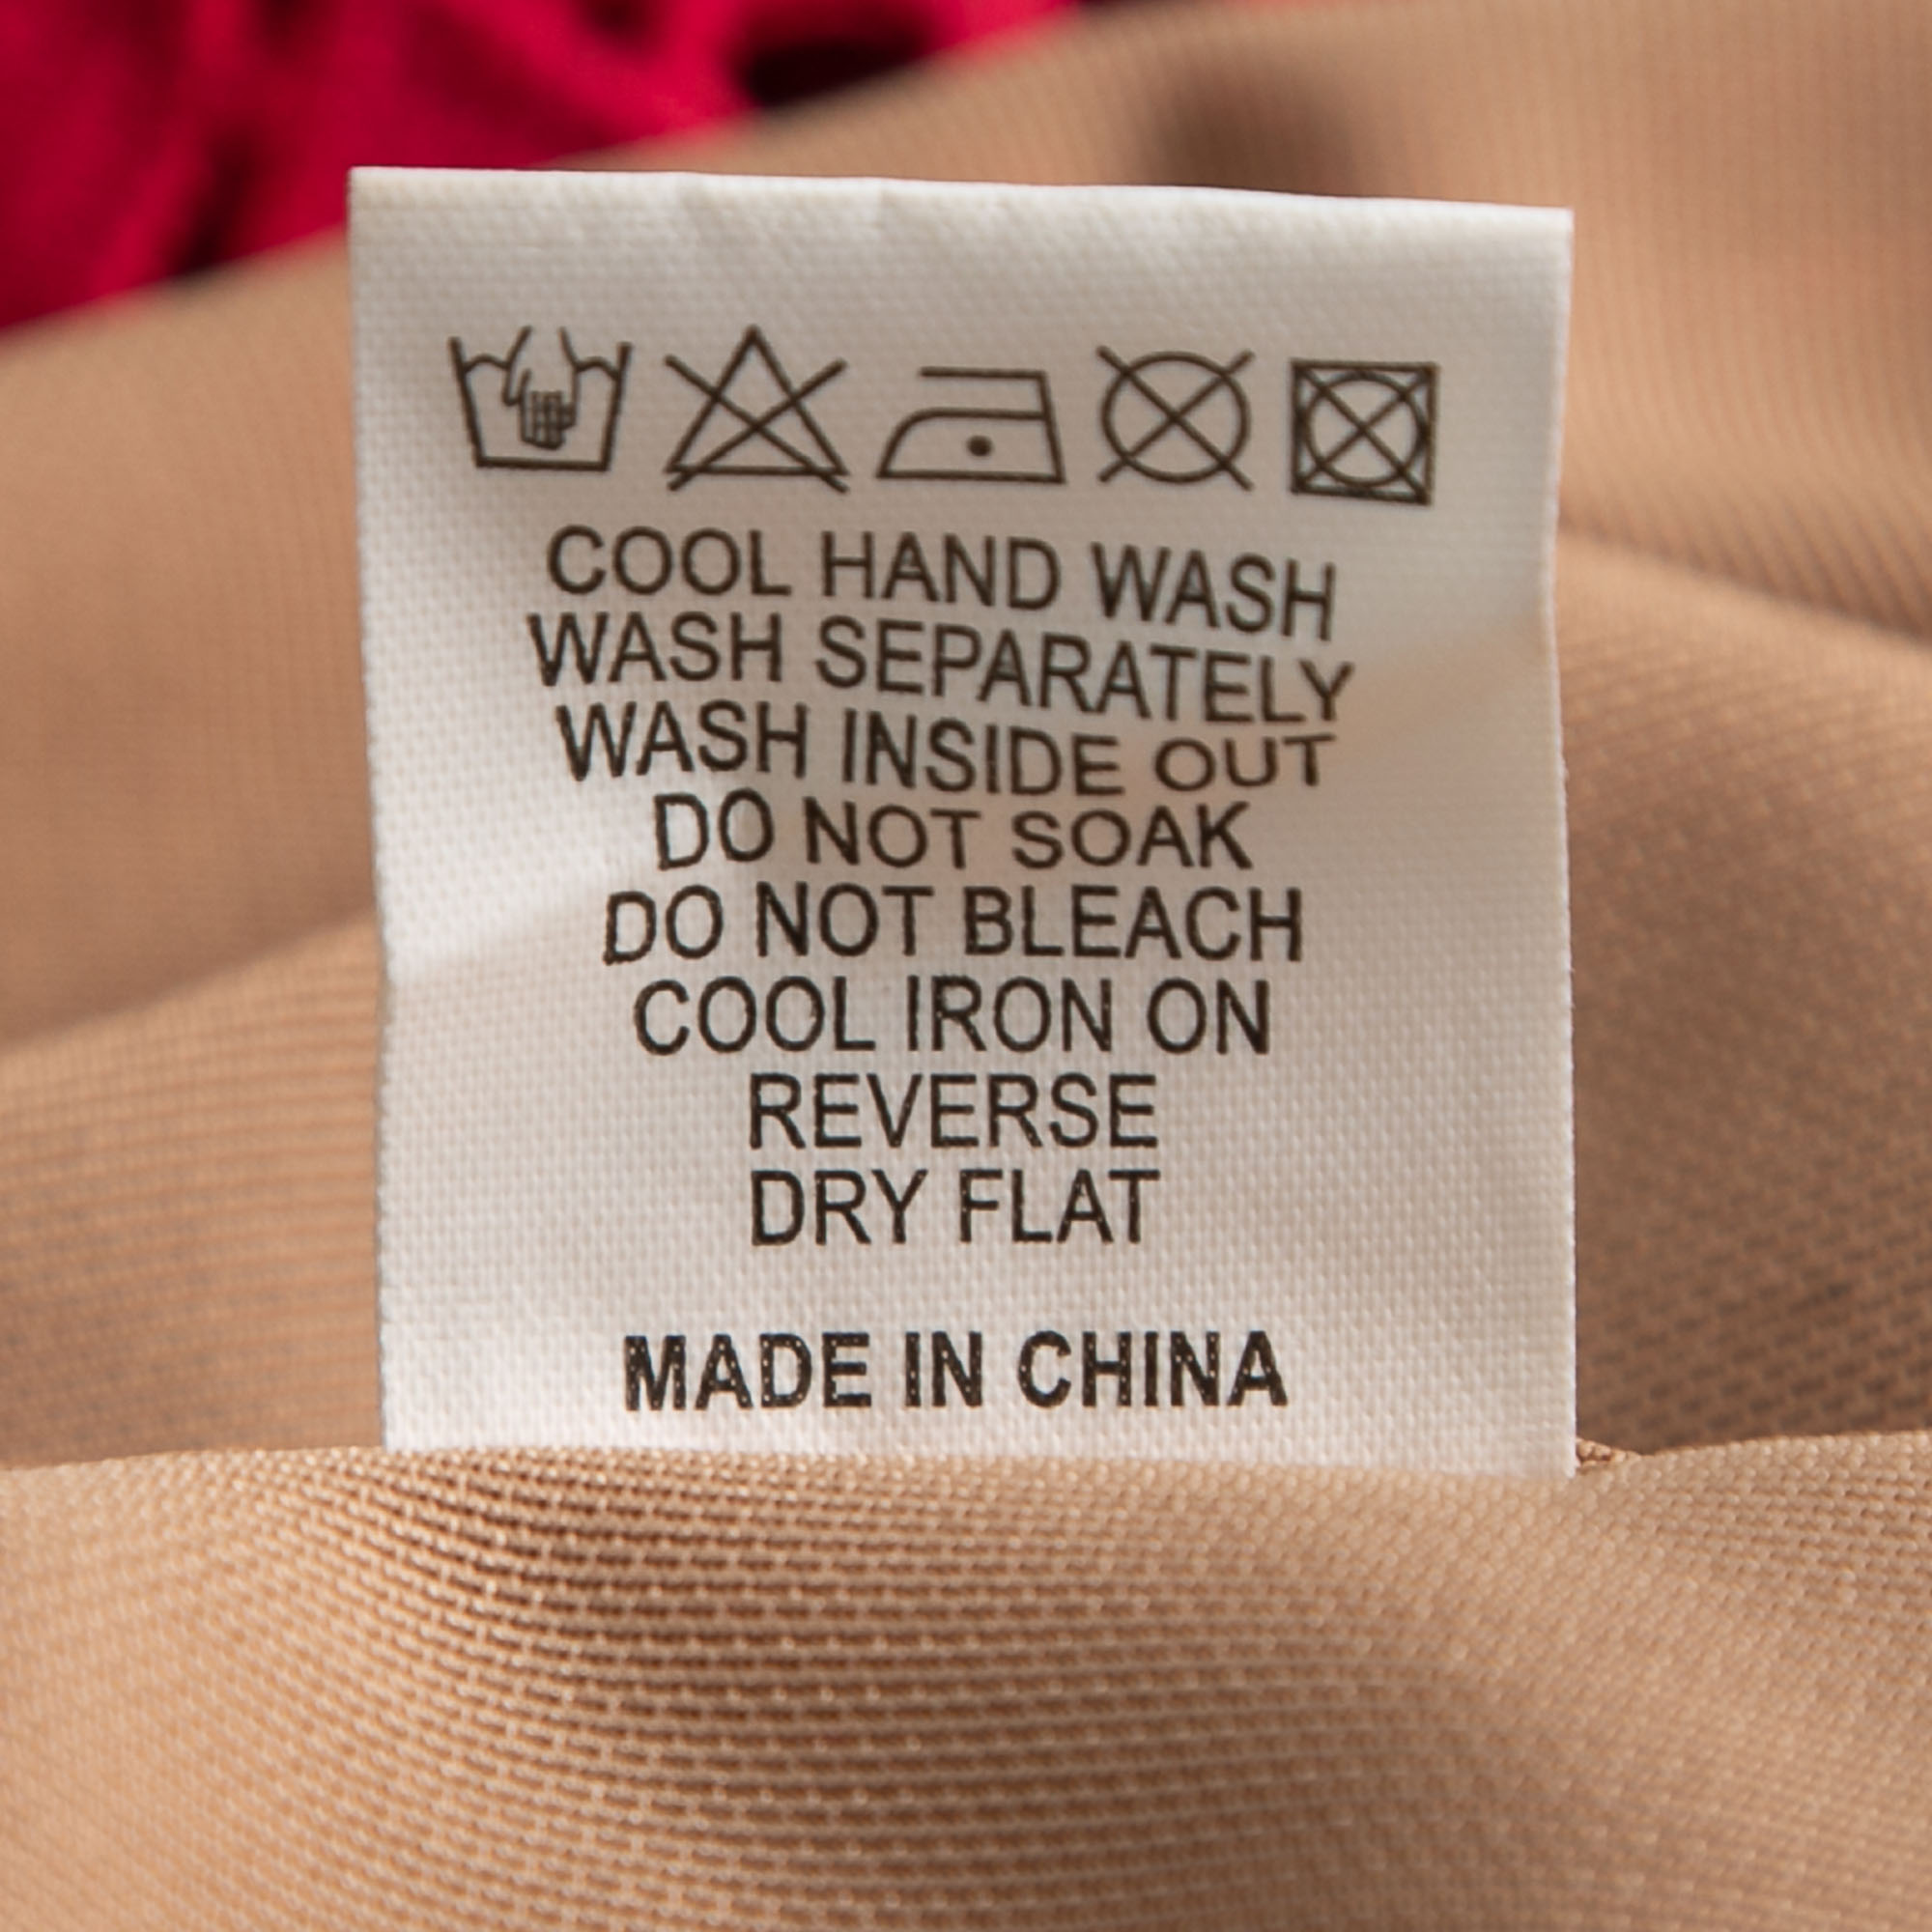 COOL HAND WASH
WASH SEPARATELY
WASH INSIDE OUT
DO NOT SOAK
DO NOT BLEACH
COOL IRON ON
REVERSE
DRY FLAT
MADE IN CHINA